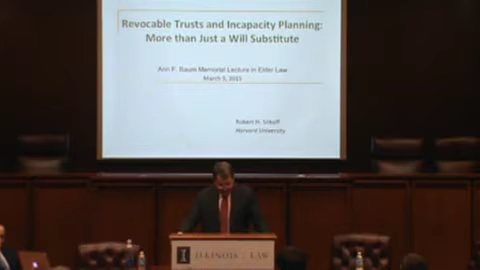 Revocable Trusts and Incapacity Planning:
More than Just a Will Substitute
Ann F. Baum Memorial Lecture in Elder Law
March 5, 2015
Robert H. Sitkoff
Harvard University
I ILLINOIS LAW